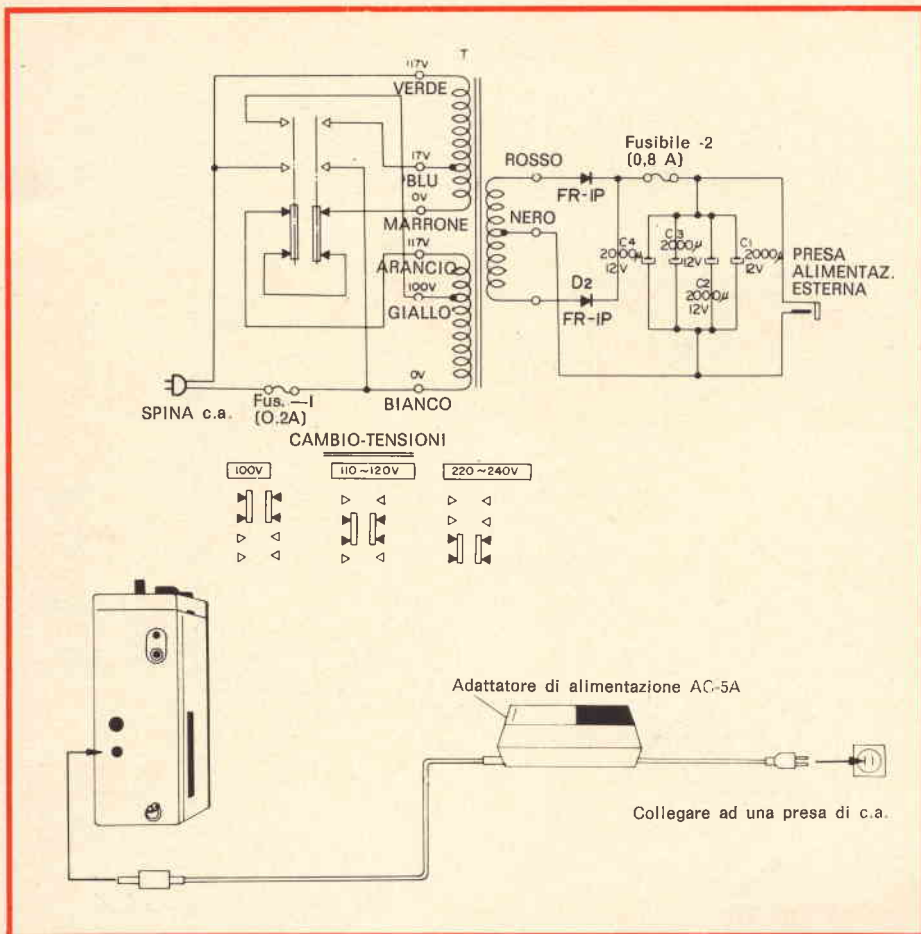 T
117V
VERDE
17V
BLU
0V
MARRONE
117V
ARANCIO
100V
GIALLO
0V
BIANCO
SPINA c.a.
Fus. —1
(0.2A)
ROSSO
FR-IP
NERO
D2
FR-IP
Fusibile -2
(0,8 A)
C4
2000µ
12V
C3
2000µ
12V
C2
2000µ
12V
C1
2000µ
12V
PRESA
ALIMENTAZ.
ESTERNA
CAMBIO-TENSIONI
100V
110~120V
220~240V
Adattatore di alimentazione AC-5A
Collegare ad una presa di c.a.